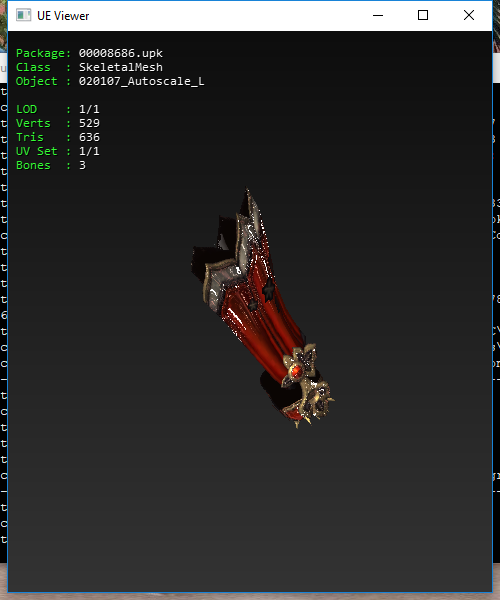 UE Viewer
Package: 00008686.upk
Class : SkeletalMesh
Object : 020107_Autoscale_L
LOD : 1/1
Verts : 529
Tris : 636
UV Set : 1/1
Bones : 3